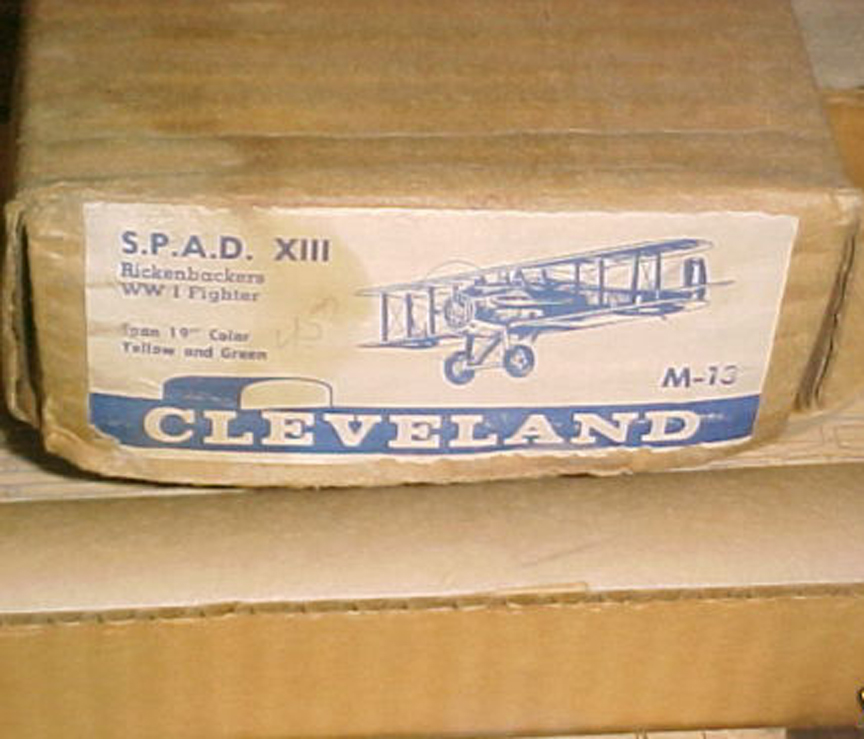 S.P.A.D. XIII
Rickenbackers
WW I Fighter
Span 19" Color
Yellow and Green
M-13
CLEVELAND